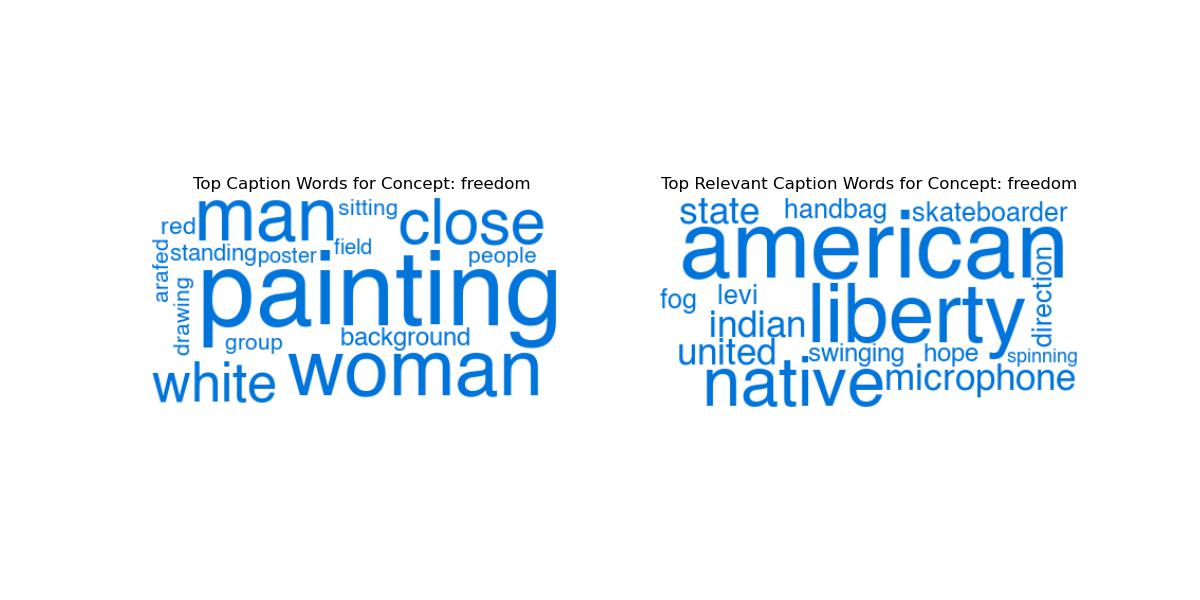 Top Caption Words for Concept: freedom
man
sitting
close
red
standing
poster
field
people
arafed
painting
drawing
group
background
white
woman
Top Relevant Caption Words for Concept: freedom
state
handbag
skateboarder
american
direction
fog
levi
liberty
indian
united
swinging
hope
spinning
native
microphone